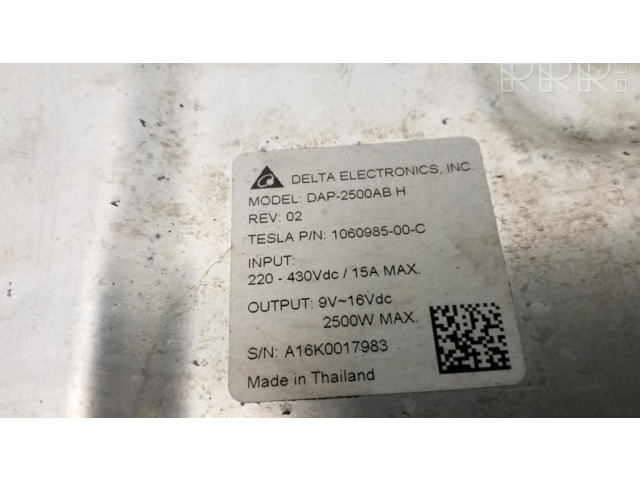 RRR
DELTA ELECTRONICS, INC.
MODEL: DAP-2500AB H
REV: 02
TESLA P/N: 1060985-00-C
INPUT:
220 - 430Vdc / 15A MAX.
OUTPUT: 9V~16Vdc
2500W MAX.
S/N: A16K0017983
Made in Thailand